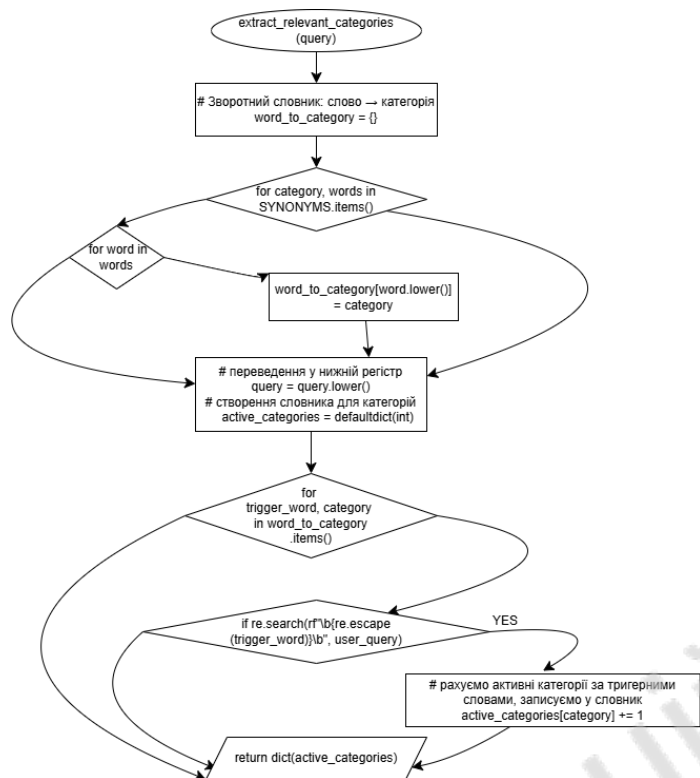 extract_relevant_categories
(query)
# Зворотний словник: слово → категорія
word_to_category = {}
for category, words in
SYNONYMS.items()
for word in
words
word_to_category[word.lower()]
= category
# переведення у нижній регістр
query = query.lower()
# створення словника для категорій
active_categories = defaultdict(int)
for
trigger_word, category
in word_to_category
.items()
if re.search(rf"\b{re.escape
(trigger_word)}\b", user_query)
YES
# рахуємо активні категорії за тригерними
словами, записуємо у словник
active_categories[category] += 1
return dict(active_categories)